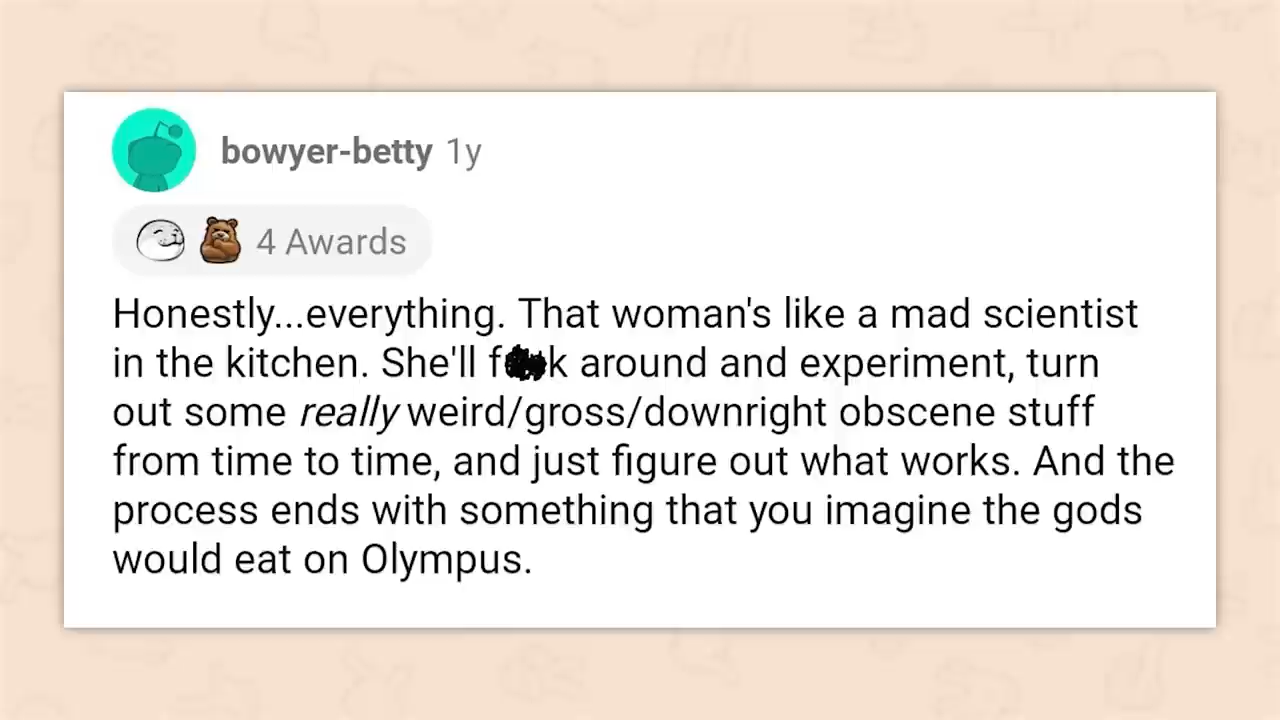 bowyer-betty 1y
4 Awards
Honestly...everything. That woman's like a mad scientist
in the kitchen. She'll f k around and experiment, turn
out some really weird/gross/downright obscene stuff
from time to time, and just figure out what works. And the
process ends with something that you imagine the gods
would eat on Olympus.